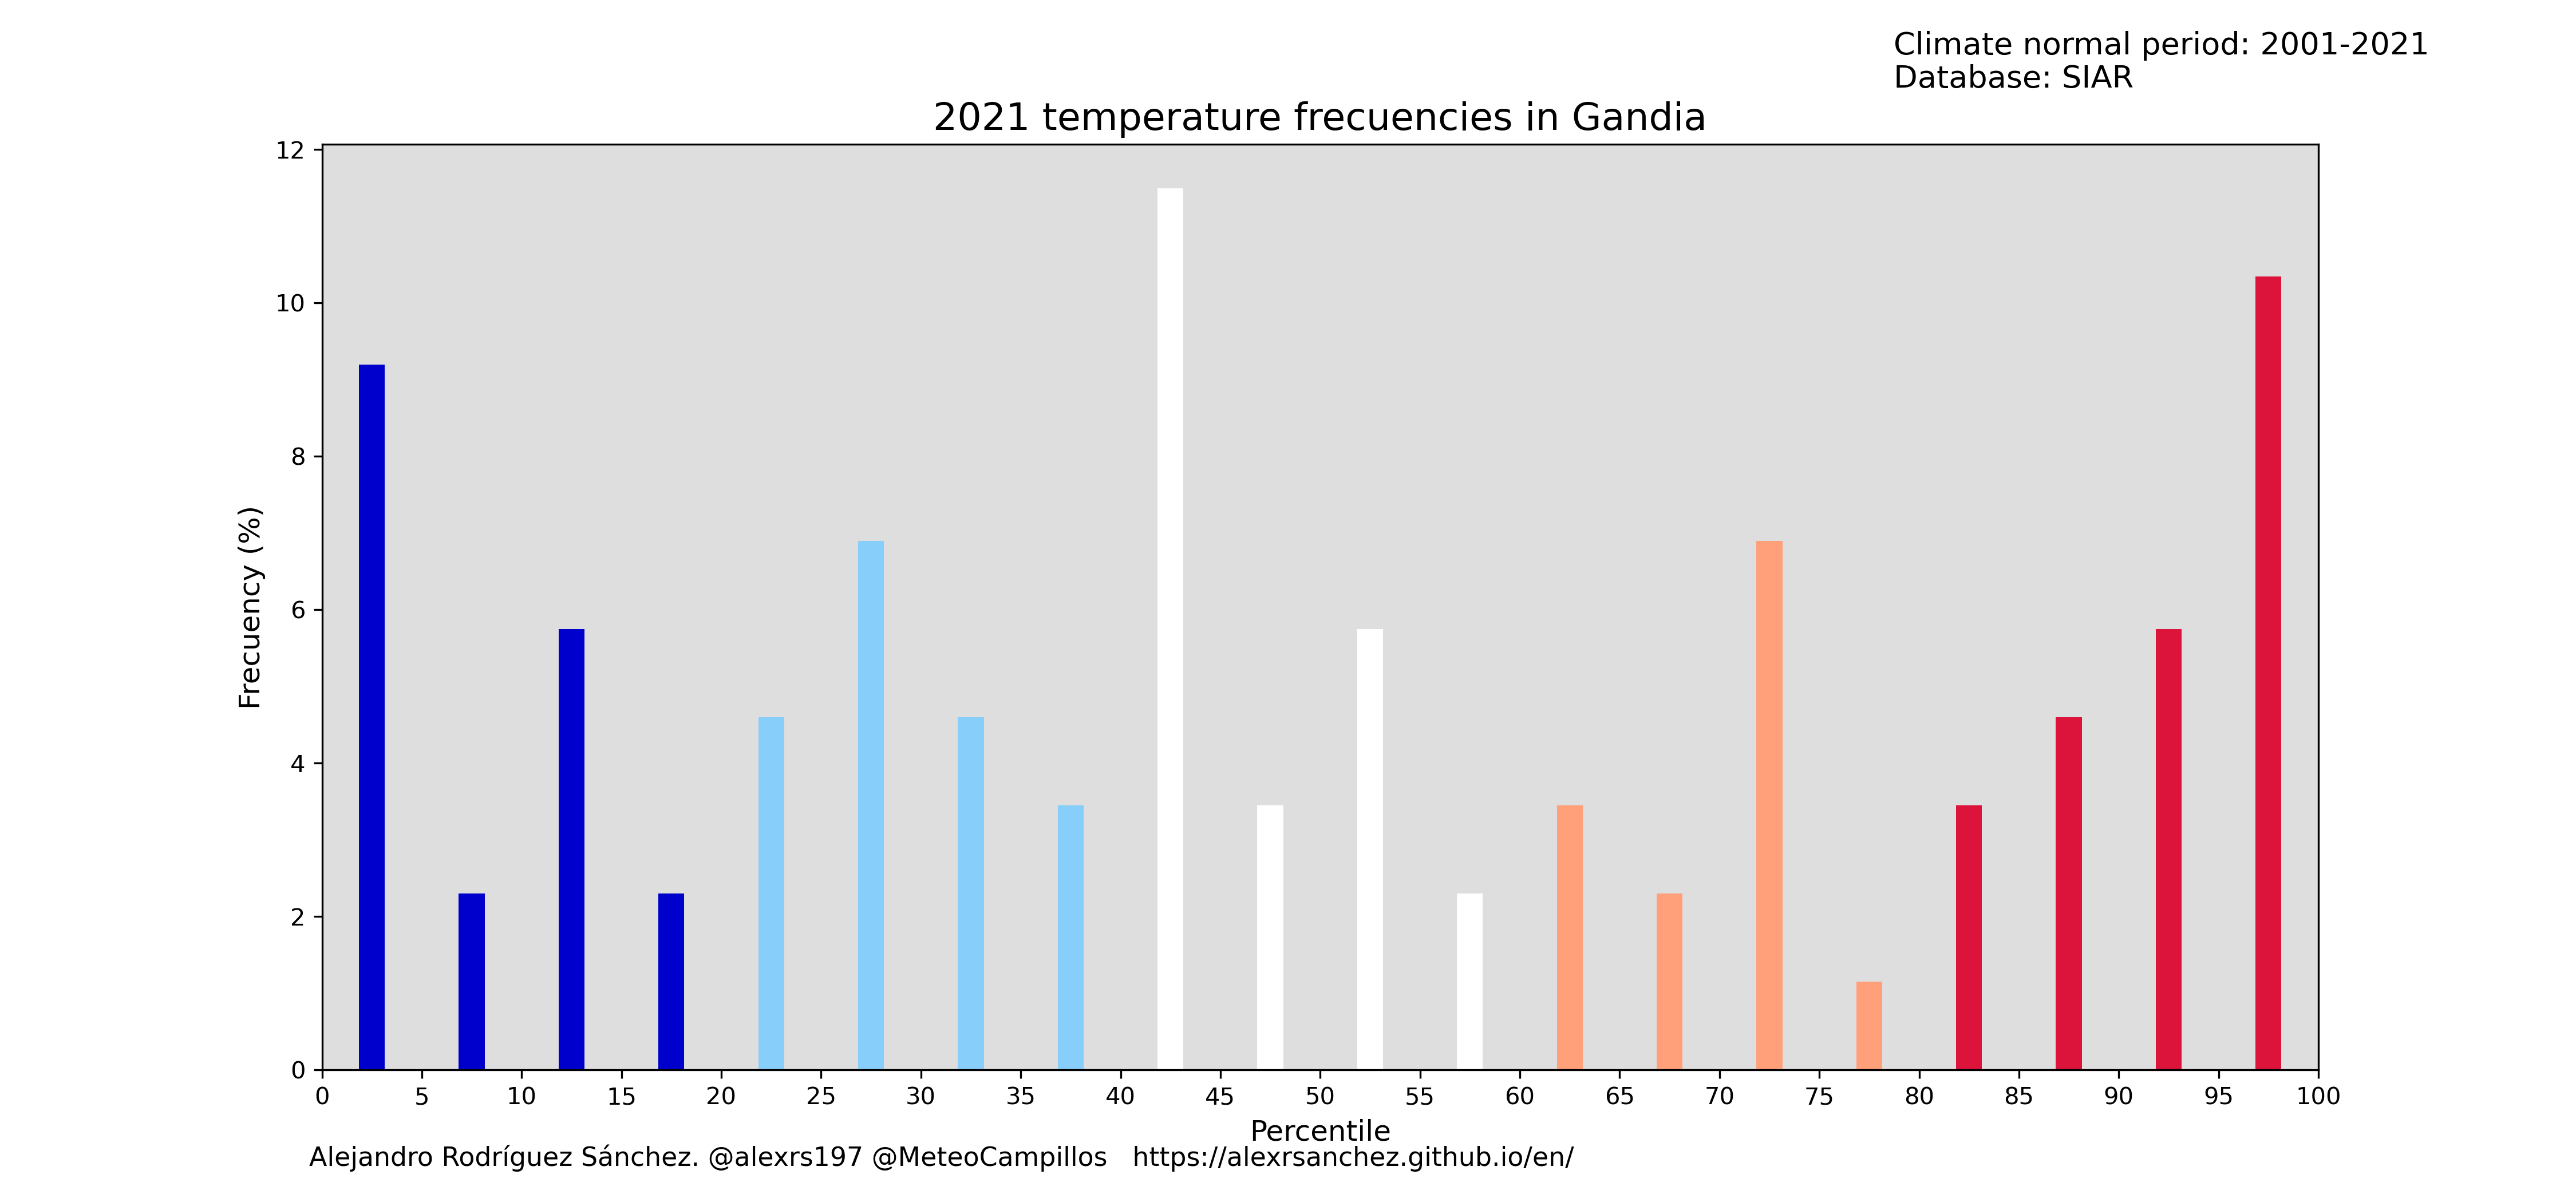 Climate normal period: 2001-2021
Database: SIAR
2021 temperature frecuencies in Gandia
12
10
8
6
4
2
0
Frecuency (%)
0 5 10 15 20 25 30 35 40 45 50 55 60 65 70 75 80 85 90 95 100
Percentile
Alejandro Rodríguez Sánchez. @alexrs197 @MeteoCampillos https://alexrsanchez.github.io/en/